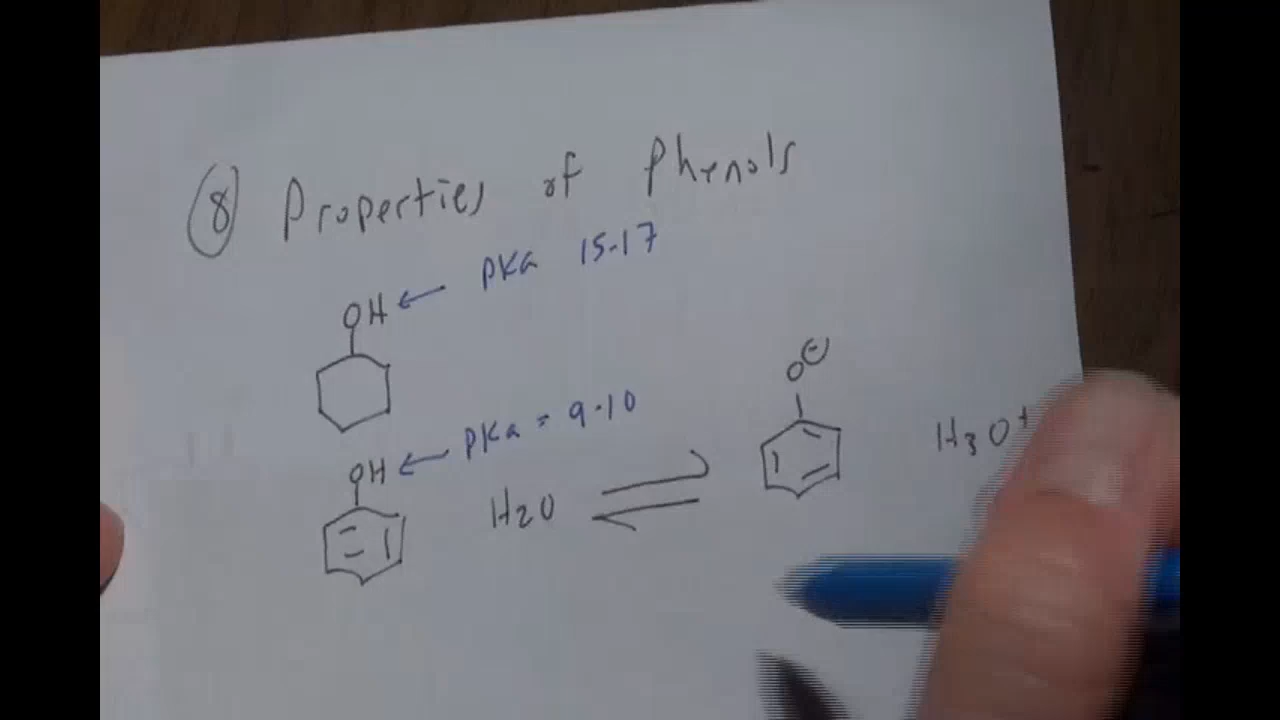 8 Properties of Phenols
pKa 15-17
OH
O⊖
pKa = 9-10
OH
H2O ⇌ H3O+